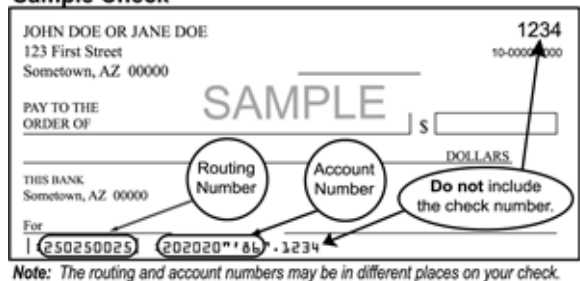 Sample Check
JOHN DOE OR JANE DOE
1234
123 First Street
Sometown, AZ 00000
SAMPLE
PAY TO THE
ORDER OF
$
DOLLARS
Routing
Number
Account
Number
Do not include
the check number.
THIS BANK
Sometown, AZ 00000
For
250250025 202020"'86".1234
Note: The routing and account numbers may be in different places on your check.